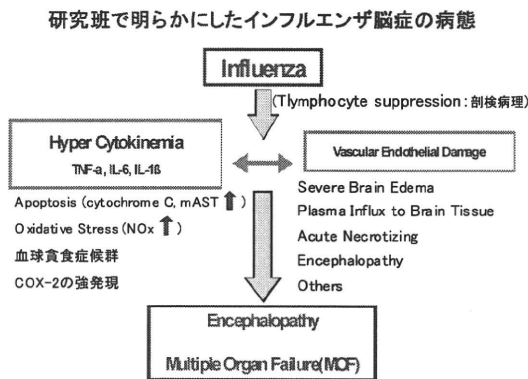 研究班で明らかにしたインフルエンザ脳症の病態
Influenza
(Tlymphocyte suppression:剖検病理)
Hyper Cytokinemia
TNF-a, IL-6, IL-1ß
Vascular Endothelial Damage
Apoptosis (cytochrome C, mAST ↑)
Oxidative Stress (NOx ↑)
血球貪食症候群
COX-2の強発現
Severe Brain Edema
Plasma Influx to Brain Tissue
Acute Necrotizing
Encephalopathy
Others
Encephalopathy
Multiple Organ Failure(MOF)